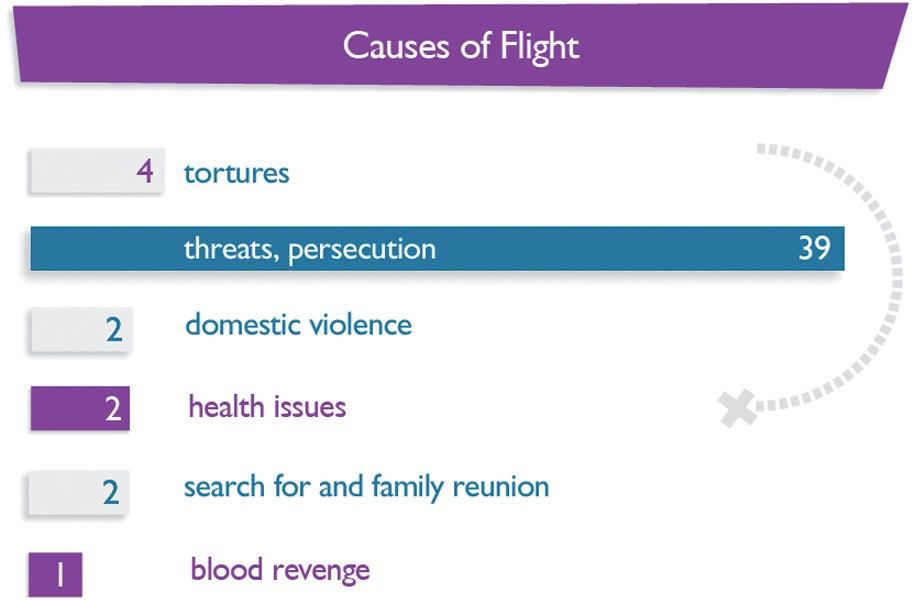 Causes of Flight
4 tortures
threats, persecution 39
2 domestic violence
2 health issues
2 search for and family reunion
1 blood revenge